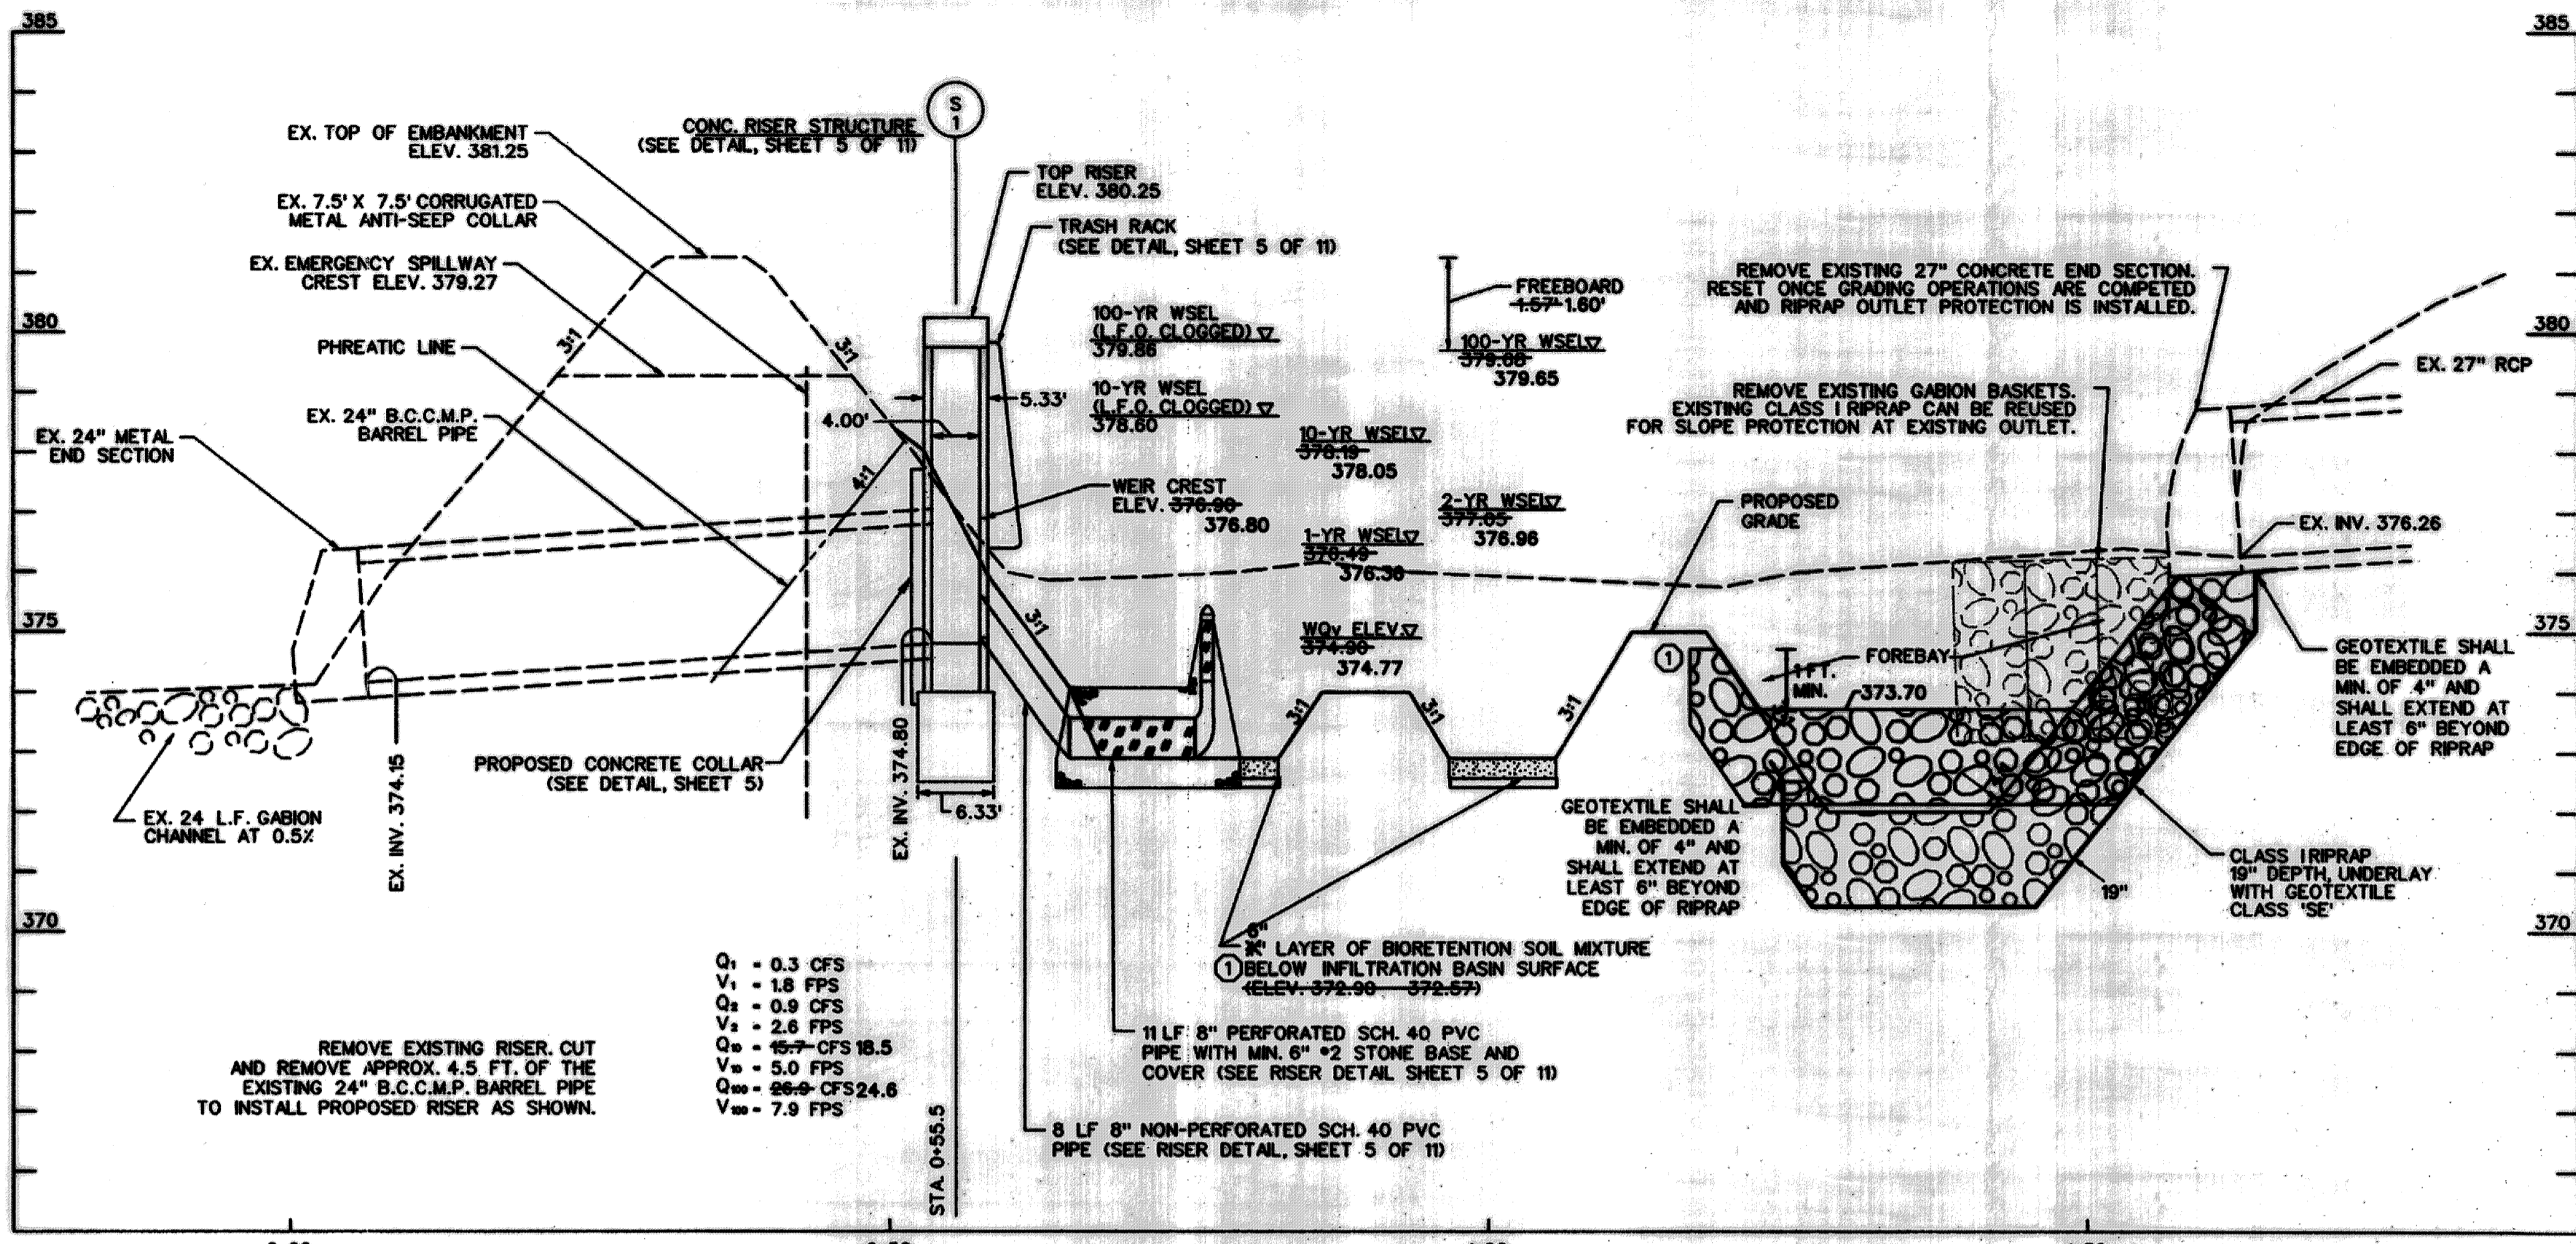 385
385
S
1
EX. TOP OF EMBANKMENT
ELEV. 381.25
CONC. RISER STRUCTURE
(SEE DETAIL, SHEET 5 OF 11)
TOP RISER
ELEV. 380.25
EX. 7.5' X 7.5' CORRUGATED
METAL ANTI-SEEP COLLAR
TRASH RACK
(SEE DETAIL, SHEET 5 OF 11)
EX. EMERGENCY SPILLWAY
CREST ELEV. 379.27
FREEBOARD
1.57' 1.60'
REMOVE EXISTING 27" CONCRETE END SECTION.
RESET ONCE GRADING OPERATIONS ARE COMPETED
AND RIPRAP OUTLET PROTECTION IS INSTALLED.
380
380
3:1
3:1
100-YR WSEL
(L.F.O. CLOGGED)
379.86
100-YR WSEL
379.68
379.65
PHREATIC LINE
EX. 27" RCP
10-YR WSEL
(L.F.O. CLOGGED)
378.60
5.33'
4.00'
REMOVE EXISTING GABION BASKETS.
EXISTING CLASS I RIPRAP CAN BE REUSED
FOR SLOPE PROTECTION AT EXISTING OUTLET.
EX. 24" B.C.C.M.P.
BARREL PIPE
EX. 24" METAL
END SECTION
10-YR WSEL
378.19
378.05
4:1
WEIR CREST
ELEV. 376.90
376.80
2-YR WSEL
377.05
376.96
PROPOSED
GRADE
EX. INV. 376.26
1-YR WSEL
376.49
376.38
375
375
3:1
WQv ELEV.
374.90
374.77
1
FOREBAY
1 FT.
MIN.
373.70
GEOTEXTILE SHALL
BE EMBEDDED A
MIN. OF 4" AND
SHALL EXTEND AT
LEAST 6" BEYOND
EDGE OF RIPRAP
3:1
3:1
3:1
PROPOSED CONCRETE COLLAR
(SEE DETAIL, SHEET 5)
EX. INV. 374.80
EX. INV. 374.15
6.33'
EX. 24 L.F. GABION
CHANNEL AT 0.5%
GEOTEXTILE SHALL
BE EMBEDDED A
MIN. OF 4" AND
SHALL EXTEND AT
LEAST 6" BEYOND
EDGE OF RIPRAP
19"
CLASS I RIPRAP
19" DEPTH, UNDERLAY
WITH GEOTEXTILE
CLASS 'SE'
370
370
6"
LAYER OF BIORETENTION SOIL MIXTURE
1 BELOW INFILTRATION BASIN SURFACE
(ELEV. 372.90 372.57)
Q1 = 0.3 CFS
V1 = 1.8 FPS
Q2 = 0.9 CFS
V2 = 2.6 FPS
Q10 = 15.7 CFS 18.5
V10 = 5.0 FPS
Q100 = 26.9 CFS 24.6
V100 = 7.9 FPS
REMOVE EXISTING RISER. CUT
AND REMOVE APPROX. 4.5 FT. OF THE
EXISTING 24" B.C.C.M.P. BARREL PIPE
TO INSTALL PROPOSED RISER AS SHOWN.
11 LF 8" PERFORATED SCH. 40 PVC
PIPE WITH MIN. 6" #2 STONE BASE AND
COVER (SEE RISER DETAIL SHEET 5 OF 11)
8 LF 8" NON-PERFORATED SCH. 40 PVC
PIPE (SEE RISER DETAIL, SHEET 5 OF 11)
STA. 0+55.5